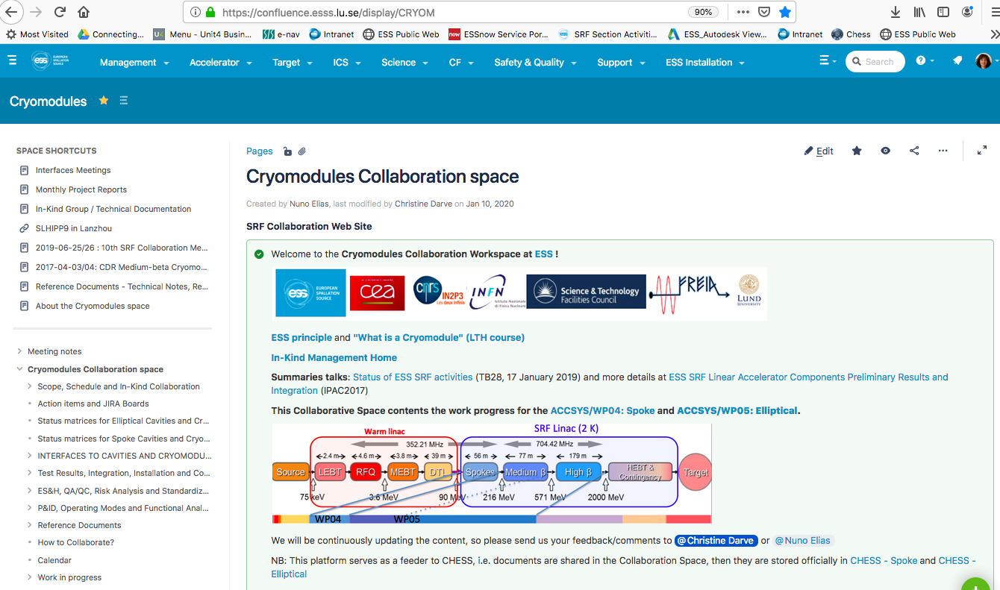 https://confluence.esss.lu.se/display/CRYOM
90%
Most Visited
Connecting...
Menu - Unit4 Busin...
e-nav
Intranet
ESS Public Web
ESSnow Service Por...
SRF Section Activiti...
ESS_Autodesk View...
Intranet
Chess
ESS Public Web
ess EUROPEAN SPALLATION SOURCE
Management
Accelerator
Target
ICS
Science
CF
Safety & Quality
Support
ESS Installation
Search
Cryomodules
SPACE SHORTCUTS
Interfaces Meetings
Monthly Project Reports
In-Kind Group / Technical Documentation
SLHIPP9 in Lanzhou
2019-06-25/26 : 10th SRF Collaboration Me...
2017-04-03/04: CDR Medium-beta Cryomo...
Reference Documents - Technical Notes, Re...
About the Cryomodules space
Meeting notes
Cryomodules Collaboration space
Scope, Schedule and In-Kind Collaboration
Action items and JIRA Boards
Status matrices for Elliptical Cavities and Cr...
Status matrices for Spoke Cavities and Cryo...
INTERFACES TO CAVITIES AND CRYOMODU...
Test Results, Integration, Installation and Co...
ES&H, QA/QC, Risk Analysis and Standardiz...
P&ID, Operating Modes and Functional Anal...
Reference Documents
How to Collaborate?
Calendar
Work in progress
Pages
Edit
Cryomodules Collaboration space
Created by Nuno Elias, last modified by Christine Darve on Jan 10, 2020
SRF Collaboration Web Site
Welcome to the Cryomodules Collaboration Workspace at ESS !
ess EUROPEAN SPALLATION SOURCE
cea
cnrs IN2P3
Les deux infinis
INFN
Istituto Nazionale di Fisica Nucleare
Science & Technology
Facilities Council
FREIA
LUND
UNIVERSITY
ESS principle and "What is a Cryomodule" (LTH course)
In-Kind Management Home
Summaries talks: Status of ESS SRF activities (TB28, 17 January 2019) and more details at ESS SRF Linear Accelerator Components Preliminary Results and
Integration (IPAC2017)
This Collaborative Space contents the work progress for the ACCSYS/WP04: Spoke and ACCSYS/WP05: Elliptical.
Warm linac
SRF Linac (2 K)
352.21 MHz
704.42 MHz
2.4 m
4.6 m
3.8 m
39 m
56 m
77 m
179 m
Source
LEBT
RFQ
MEBT
DTL
Spokes
Medium β
High β
HEBT &
Contingency
Target
75 keV
3.6 MeV
90 MeV
216 MeV
571 MeV
2000 MeV
WP04
WP05
We will be continuously updating the content, so please send us your feedback/comments to @Christine Darve or @Nuno Elias
NB: This platform serves as a feeder to CHESS, i.e. documents are shared in the Collaboration Space, then they are stored officially in CHESS - Spoke and CHESS -
Elliptical